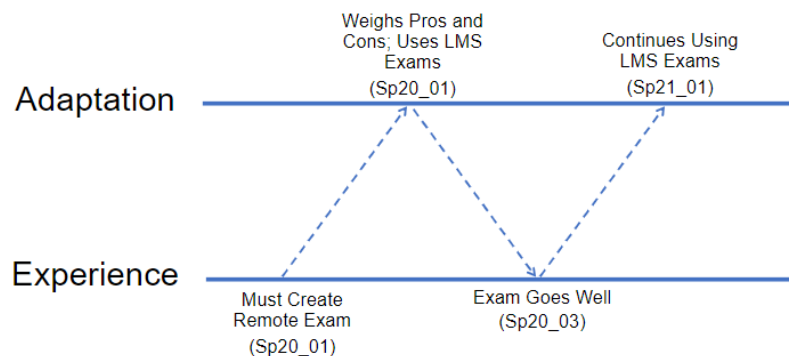 Weighs Pros and
Cons; Uses LMS
Exams
(Sp20_01)
Continues Using
LMS Exams
(Sp21_01)
Adaptation
Experience
Must Create
Remote Exam
(Sp20_01)
Exam Goes Well
(Sp20_03)